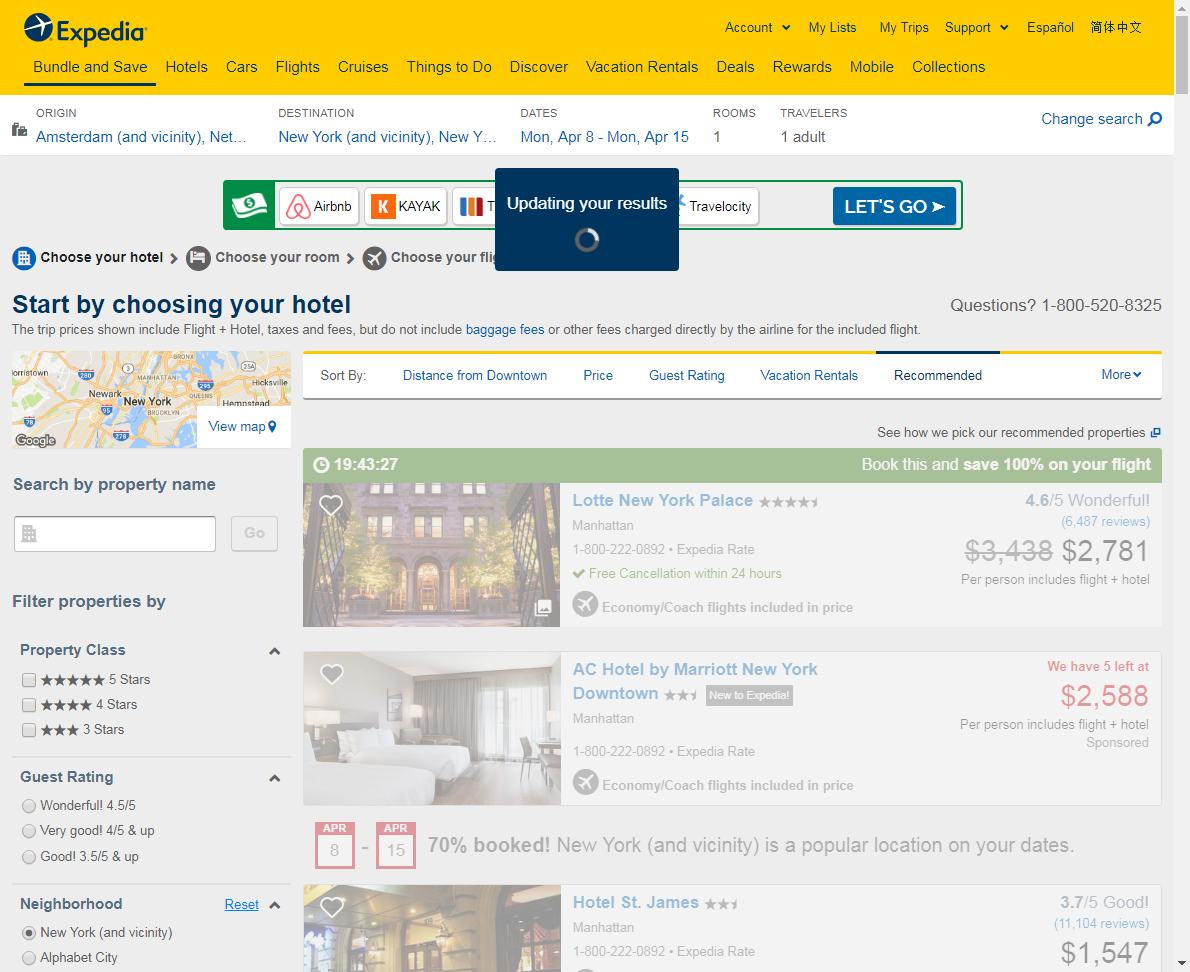 Expedia
Account
My Lists
My Trips
Support
Español
简体中文
Bundle and Save
Hotels
Cars
Flights
Cruises
Things to Do
Discover
Vacation Rentals
Deals
Rewards
Mobile
Collections
ORIGIN
Amsterdam (and vicinity), Net...
DESTINATION
New York (and vicinity), New Y...
DATES
Mon, Apr 8 - Mon, Apr 15
ROOMS
1
TRAVELERS
1 adult
Change search
Airbnb
K KAYAK
T
Travelocity
LET'S GO ➤
Updating your results
Choose your hotel
Choose your room
Choose your flig
Start by choosing your hotel
Questions? 1-800-520-8325
The trip prices shown include Flight + Hotel, taxes and fees, but do not include baggage fees or other fees charged directly by the airline for the included flight.
BRONX
orristown
280
3
MANHATTAN
25A
295
Hicksville
Newark
QUEENS
New York
95
BROOKLYN
Hempstead
78
278
Google
View map
Sort By:
Distance from Downtown
Price
Guest Rating
Vacation Rentals
Recommended
More
See how we pick our recommended properties
Search by property name
Go
Filter properties by
Property Class
★★★★★ 5 Stars
★★★★ 4 Stars
★★★ 3 Stars
Guest Rating
Wonderful! 4.5/5
Very good! 4/5 & up
Good! 3.5/5 & up
Neighborhood
Reset
New York (and vicinity)
Alphabet City
19:43:27
Book this and save 100% on your flight
Lotte New York Palace
4.6/5 Wonderful!
Manhattan
(6,487 reviews)
1-800-222-0892 • Expedia Rate
$3,438 $2,781
Free Cancellation within 24 hours
Per person includes flight + hotel
Economy/Coach flights included in price
AC Hotel by Marriott New York
Downtown
New to Expedia!
We have 5 left at
$2,588
Manhattan
Per person includes flight + hotel
Sponsored
1-800-222-0892 • Expedia Rate
Economy/Coach flights included in price
APR
8
-
APR
15
70% booked! New York (and vicinity) is a popular location on your dates.
Hotel St. James
3.7/5 Good!
Manhattan
(11,104 reviews)
1-800-222-0892 • Expedia Rate
$1,547